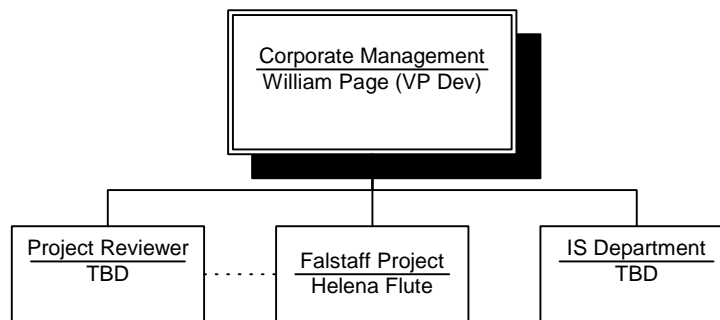 Corporate Management
William Page (VP Dev)
Project Reviewer
TBD
Falstaff Project
Helena Flute
IS Department
TBD